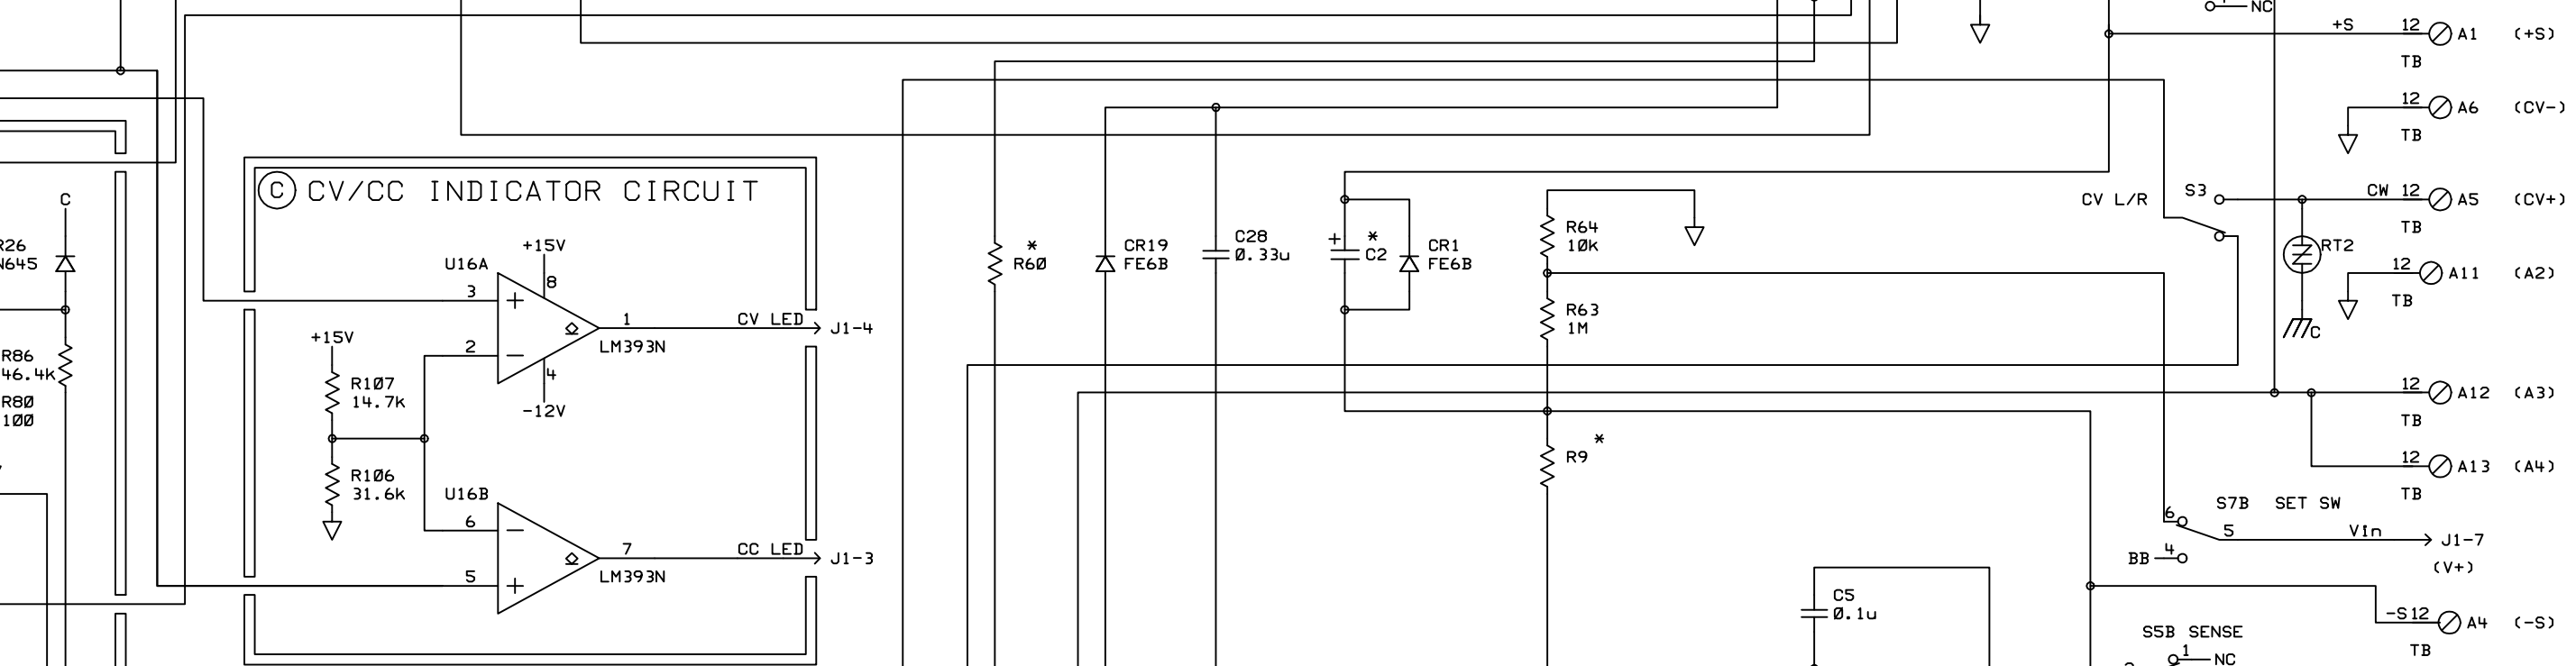 NC
+S 12 A1 (+S)
TB
12 A6 (CV-)
TB
C
CV/CC INDICATOR CIRCUIT
C
CV L/R
S3
CW 12 A5 (CV+)
TB
+15V
8
U16A
3
1
CV LED
J1-4
2
LM393N
4
-12V
+15V
R107
14.7k
R106
31.6k
U16B
6
7
CC LED
J1-3
5
LM393N
R26
N645
R86
46.4k
R80
100
*
R60
CR19
FE6B
C28
0.33u
+
*
C2
CR1
FE6B
R64
10k
R63
1M
*
R9
RT2
C
12 A11 (A2)
TB
12 A12 (A3)
TB
12 A13 (A4)
TB
S7B SET SW
6
5
Vin
J1-7
(V+)
BB 4
C5
0.1u
-S 12 A4 (-S)
TB
S5B SENSE
1
NC